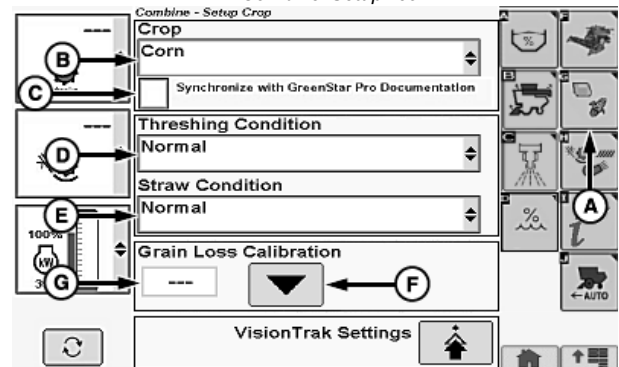 Combine - Setup Crop
Crop
Corn
Synchronize with GreenStar Pro Documentation
Threshing Condition
Normal
Straw Condition
Normal
Grain Loss Calibration
---
VisionTrak Settings
---
---
100%
kW
A
B
C
D
E
F
G
A
B
C
D
E
G
H
I
J
%
%
i
←AUTO